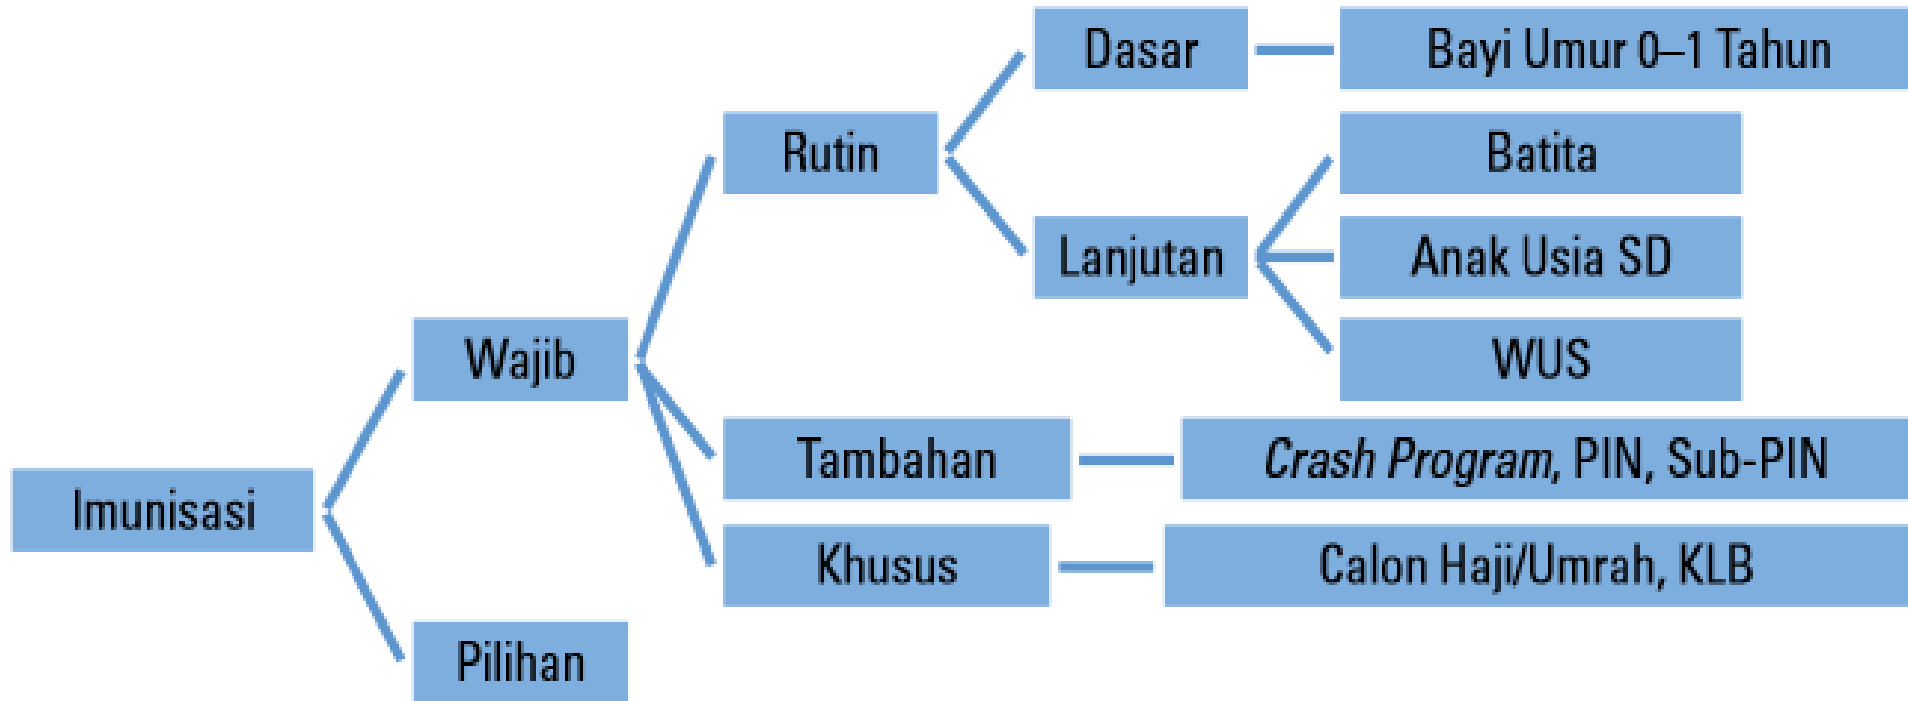 Dasar
Bayi Umur 0–1 Tahun
Rutin
Batita
Lanjutan
Anak Usia SD
Wajib
WUS
Tambahan
Crash Program, PIN, Sub-PIN
Imunisasi
Khusus
Calon Haji/Umrah, KLB
Pilihan